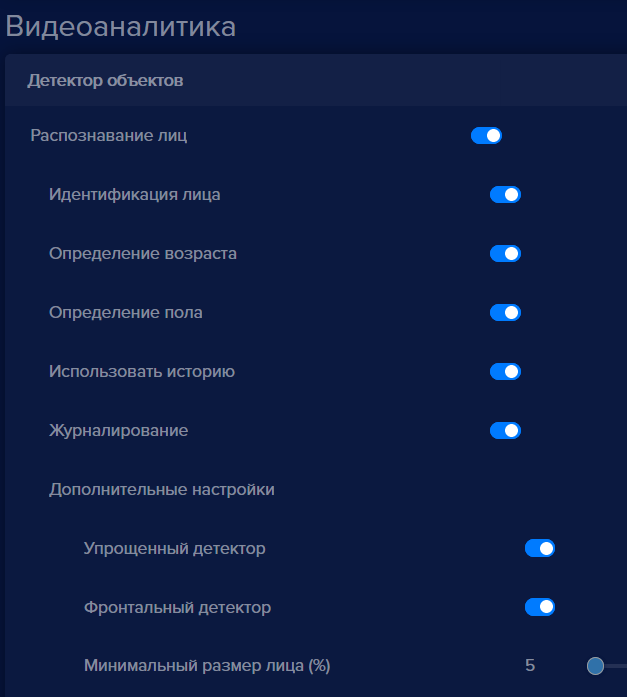 Видеоаналитика
Детектор объектов
Распознавание лиц
Идентификация лица
Определение возраста
Определение пола
Использовать историю
Журналирование
Дополнительные настройки
Упрощенный детектор
Фронтальный детектор
Минимальный размер лица (%) 5